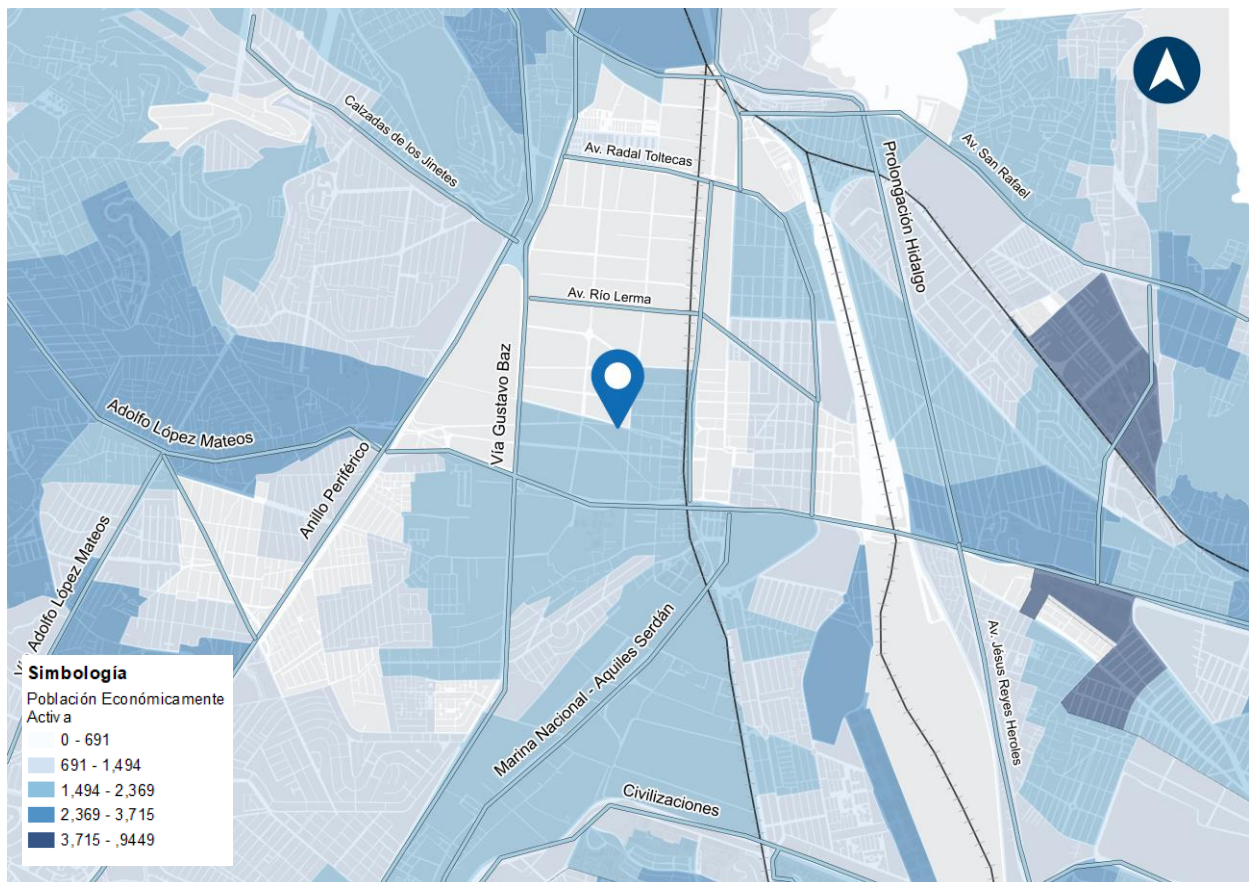 Calzadas de los Jinetes
Av. Radal Toltecas
Av. San Rafael
Prolongación Hidalgo
Av. Río Lerma
Vía Gustavo Baz
Adolfo López Mateos
Anillo Periférico
Vía Adolfo López Mateos
Marina Nacional - Aquiles Serdán
Av. Jésus Reyes Heroles
Civilizaciones
Simbología
Población Económicamente
Activa
0 - 691
691 - 1,494
1,494 - 2,369
2,369 - 3,715
3,715 - ,9449